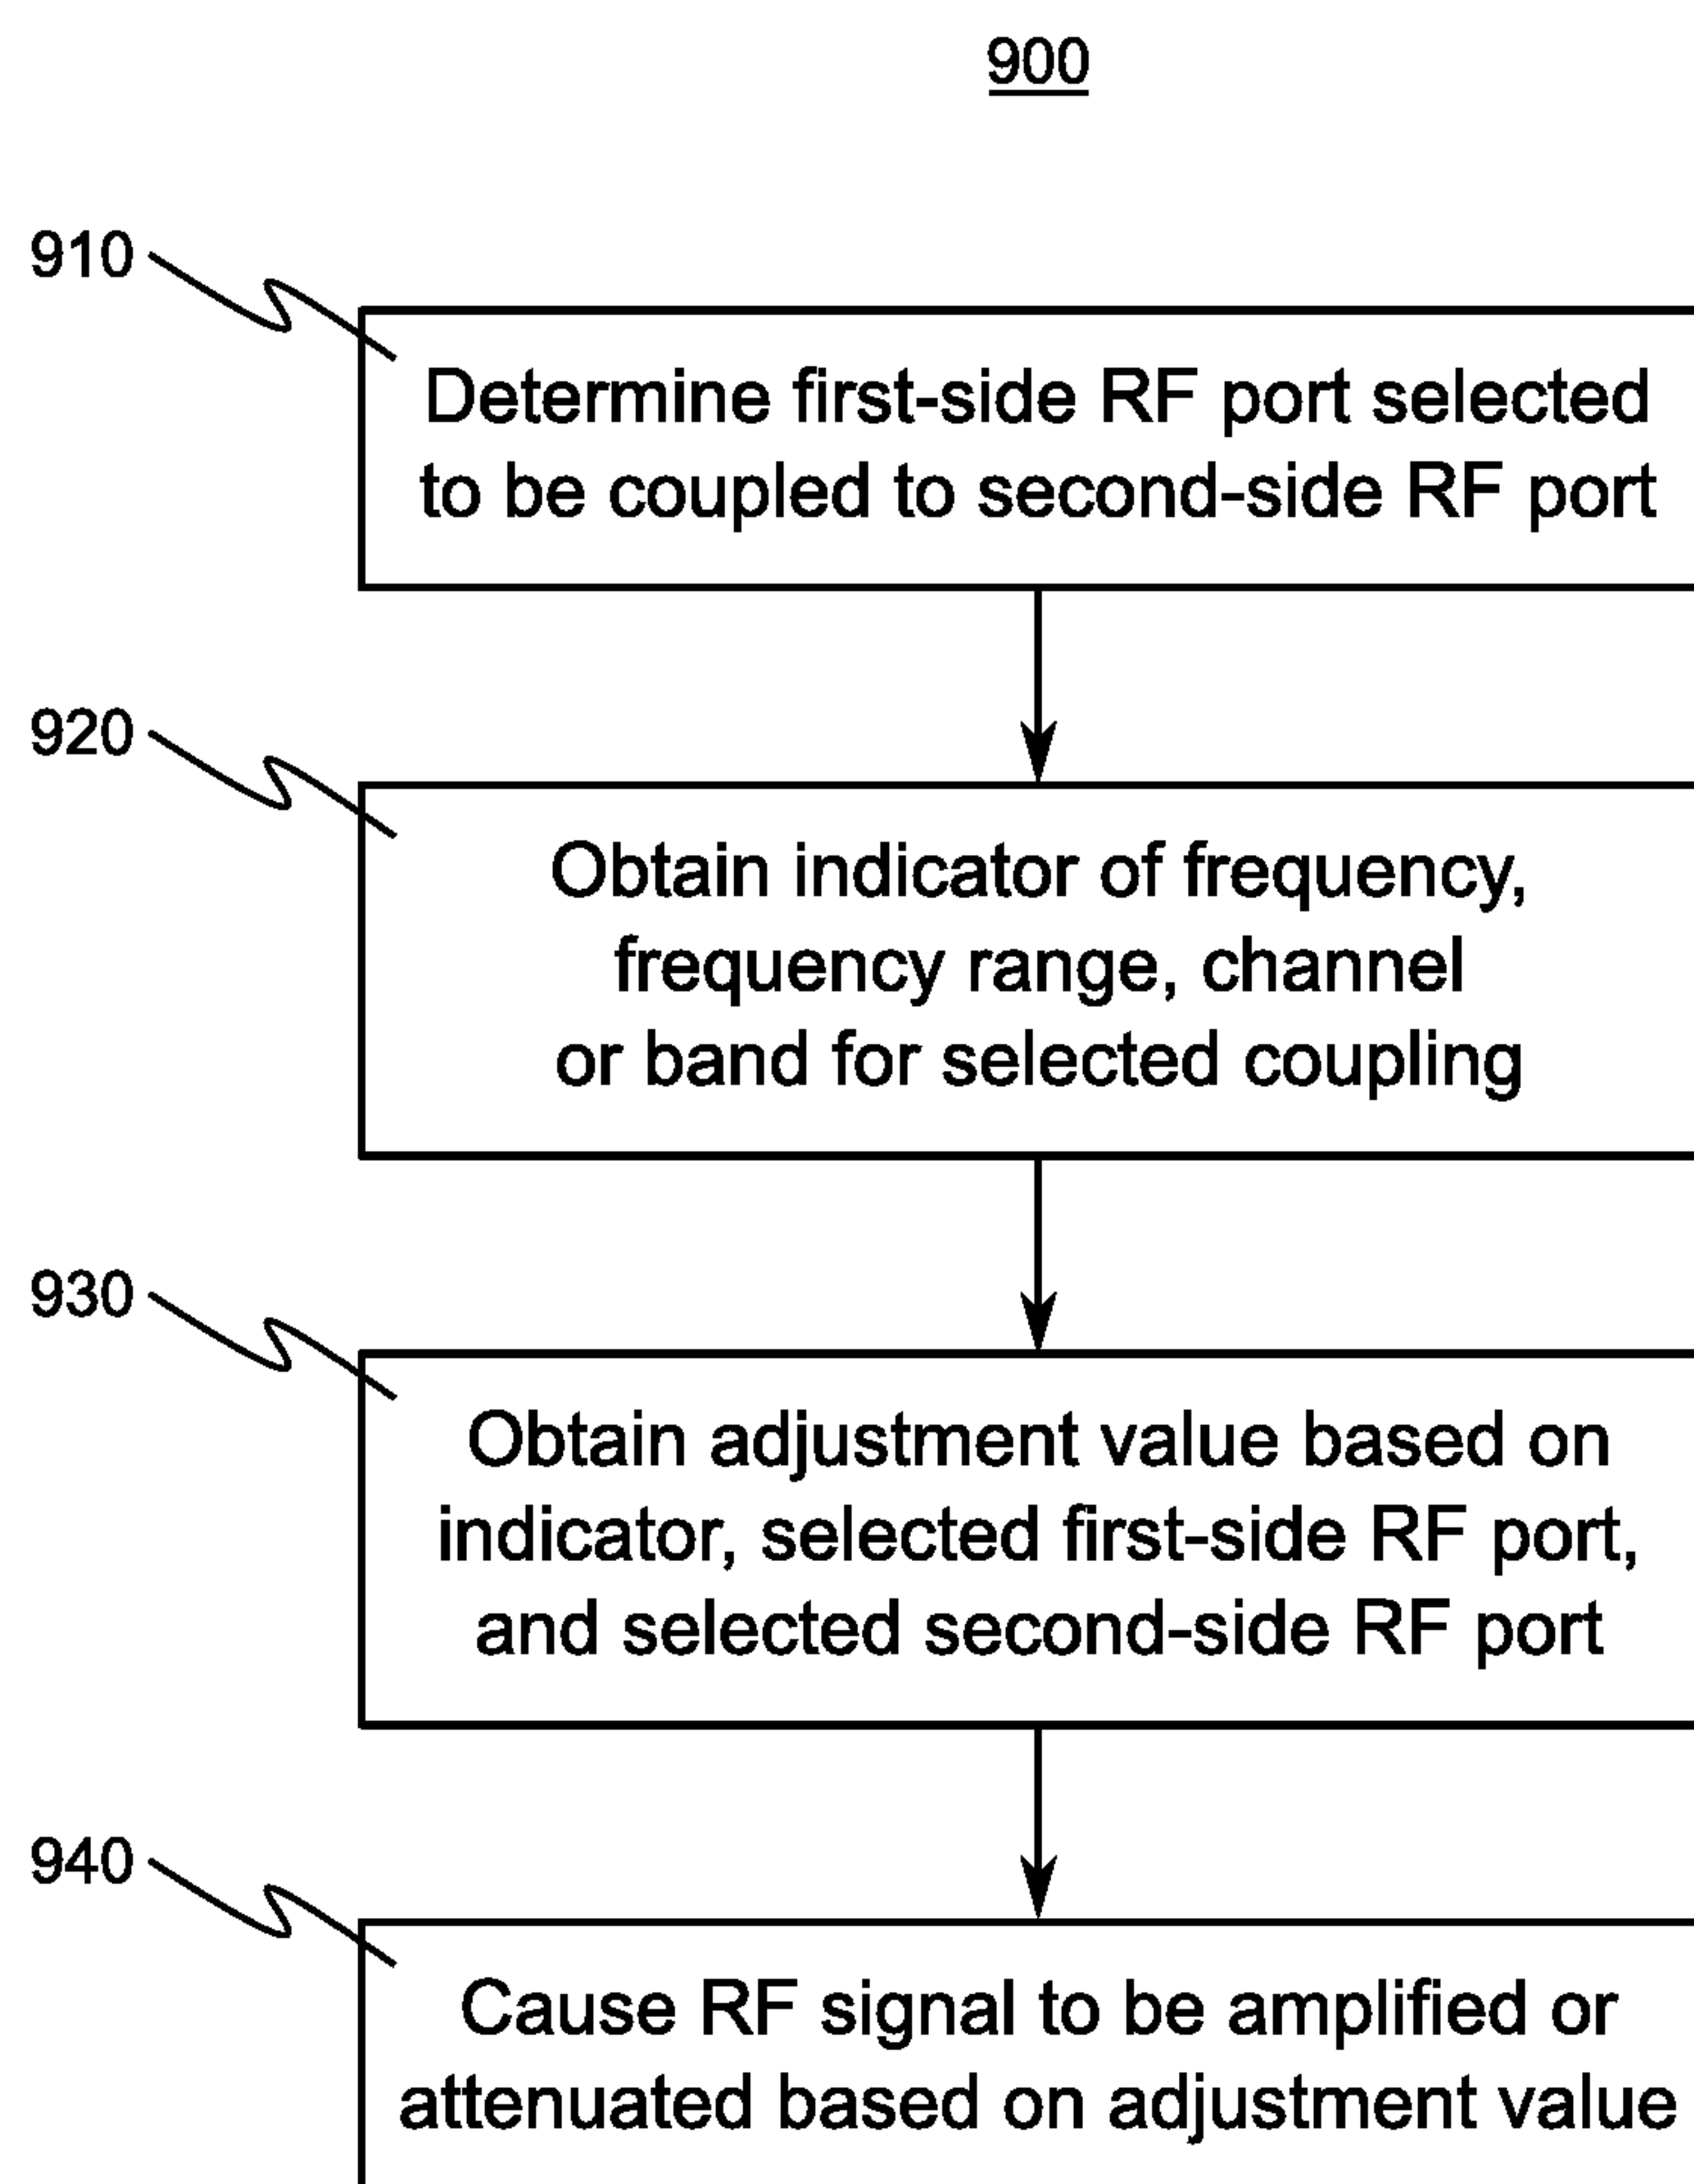 900
910
Determine first-side RF port selected
to be coupled to second-side RF port
920
Obtain indicator of frequency,
frequency range, channel
or band for selected coupling
930
Obtain adjustment value based on
indicator, selected first-side RF port,
and selected second-side RF port
940
Cause RF signal to be amplified or
attenuated based on adjustment value